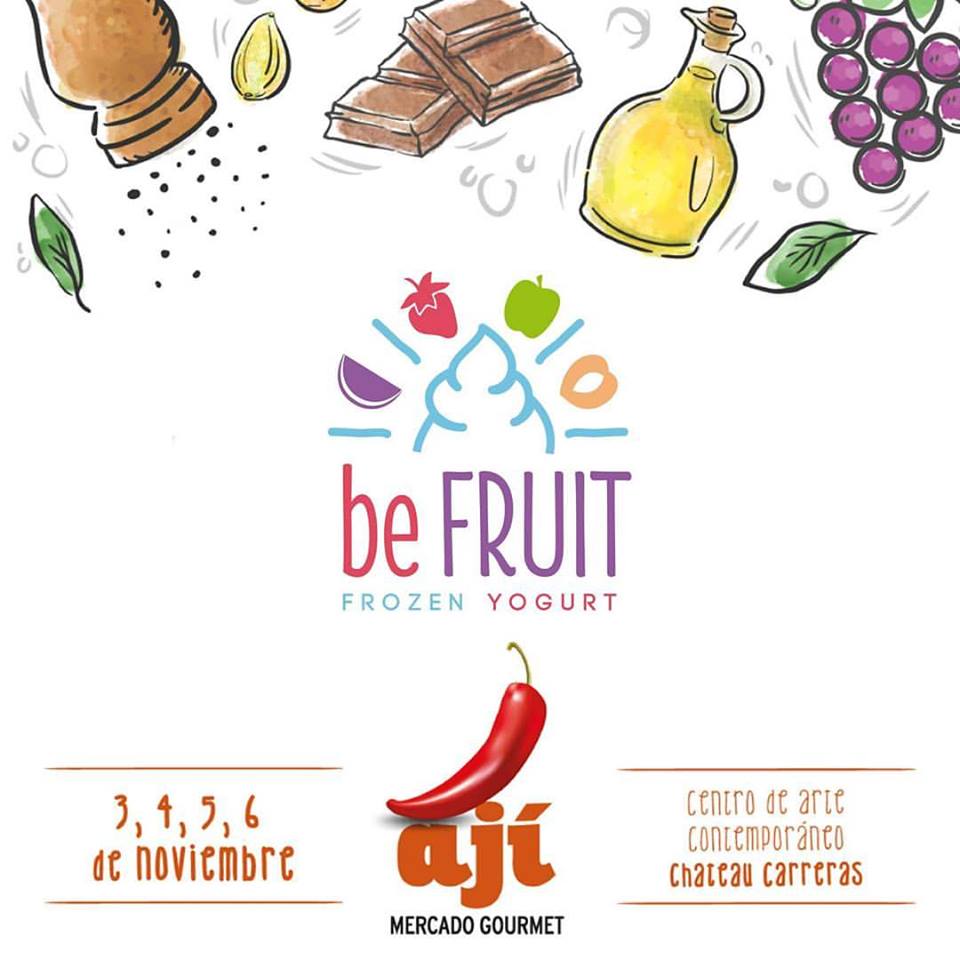 be FRUIT
FROZEN YOGURT
3, 4, 5, 6
de noviembre
ají
MERCADO GOURMET
centro de arte
contemporáneo
chateau carreras